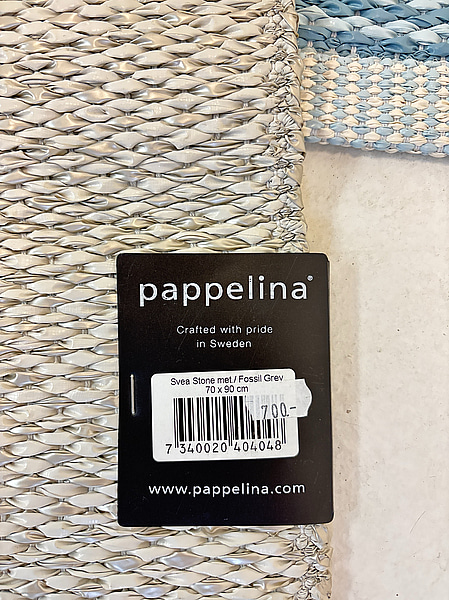 pappelina®
Crafted with pride
in Sweden
Svea Stone met./ Fossil Grey
70 x 90 cm
700.-
7 340020 404048
www.pappelina.com